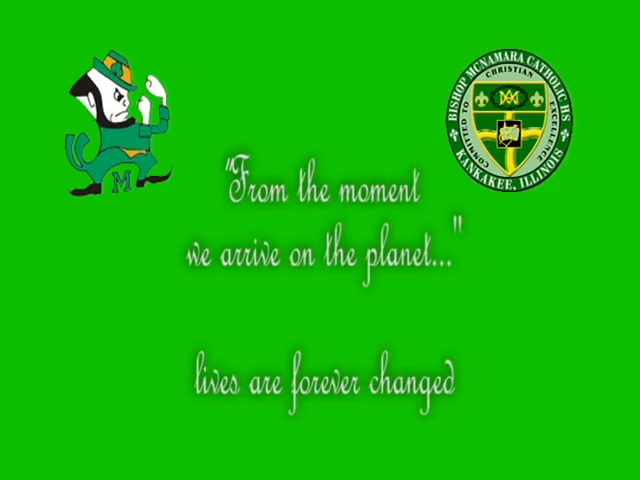 BISHOP MCNAMARA CATHOLIC HS
CHRISTIAN
COMMITTED TO
EXCELLENCE
KANKAKEE, ILLINOIS
M
"From the moment
we arrive on the planet..."
lives are forever changed